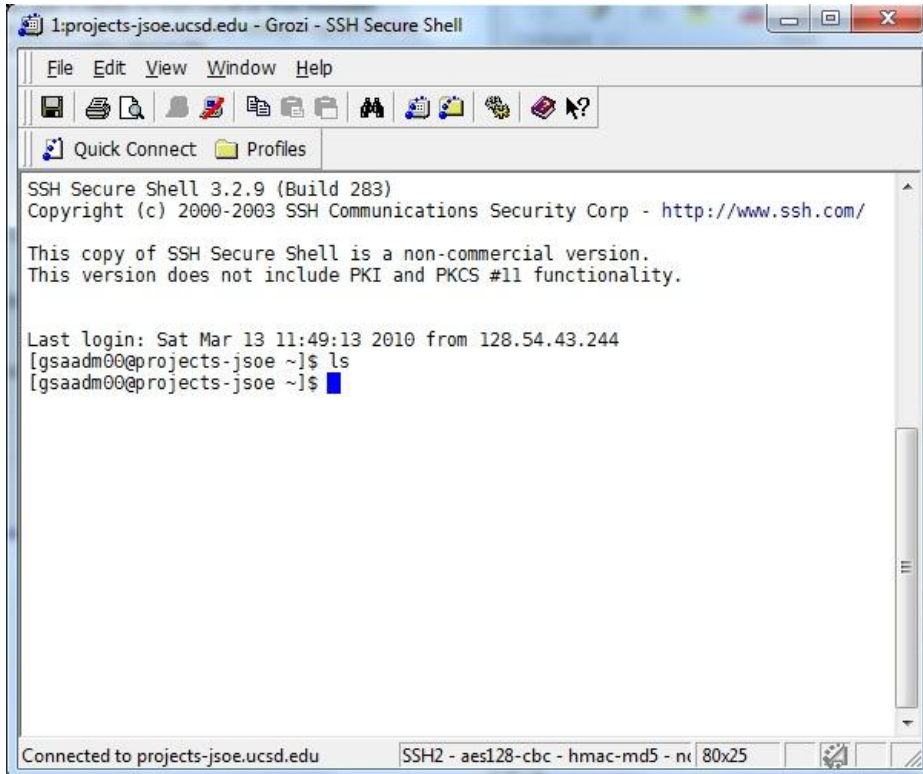 1:projects-jsoe.ucsd.edu - Grozi - SSH Secure Shell
File Edit View Window Help
Quick Connect Profiles
SSH Secure Shell 3.2.9 (Build 283)
Copyright (c) 2000-2003 SSH Communications Security Corp - http://www.ssh.com/
This copy of SSH Secure Shell is a non-commercial version.
This version does not include PKI and PKCS #11 functionality.
Last login: Sat Mar 13 11:49:13 2010 from 128.54.43.244
[gsaadm00@projects-jsoe ~]$ ls
[gsaadm00@projects-jsoe ~]$
Connected to projects-jsoe.ucsd.edu SSH2 - aes128-cbc - hmac-md5 - no 80x25